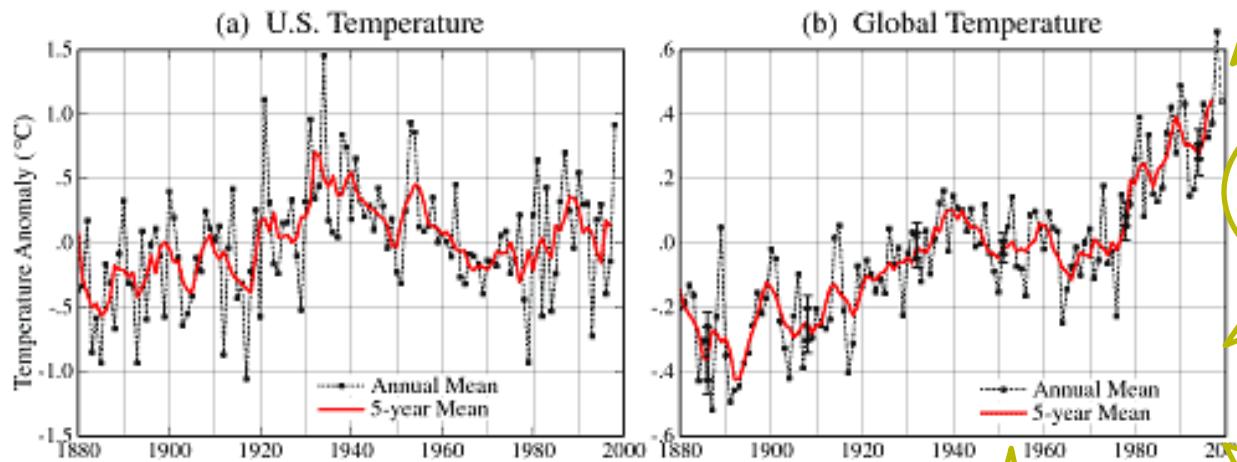 (a) U.S. Temperature
(b) Global Temperature
Temperature Anomaly (°C)
1.5
1.0
.5
.0
-.5
-1.0
-1.5
Annual Mean
5-year Mean
1880 1900 1920 1940 1960 1980 2000
.6
.4
.2
.0
-.2
-.4
-.6
Annual Mean
5-year Mean
1880 1900 1920 1940 1960 1980